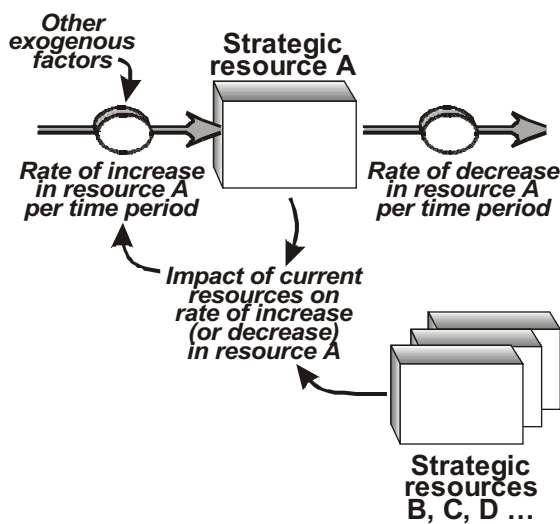 Other
exogenous
factors
Strategic
resource A
Rate of increase
in resource A
per time period
Rate of decrease
in resource A
per time period
Impact of current
resources on
rate of increase
(or decrease)
in resource A
Strategic
resources
B, C, D …